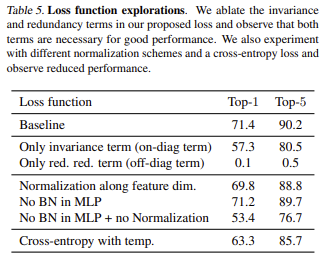 Table 5. Loss function explorations. We ablate the invariance
and redundancy terms in our proposed loss and observe that both
terms are necessary for good performance. We also experiment
with different normalization schemes and a cross-entropy loss and
observe reduced performance.
Loss function Top-1 Top-5
Baseline 71.4 90.2
Only invariance term (on-diag term) 57.3 80.5
Only red. red. term (off-diag term) 0.1 0.5
Normalization along feature dim. 69.8 88.8
No BN in MLP 71.2 89.7
No BN in MLP + no Normalization 53.4 76.7
Cross-entropy with temp. 63.3 85.7